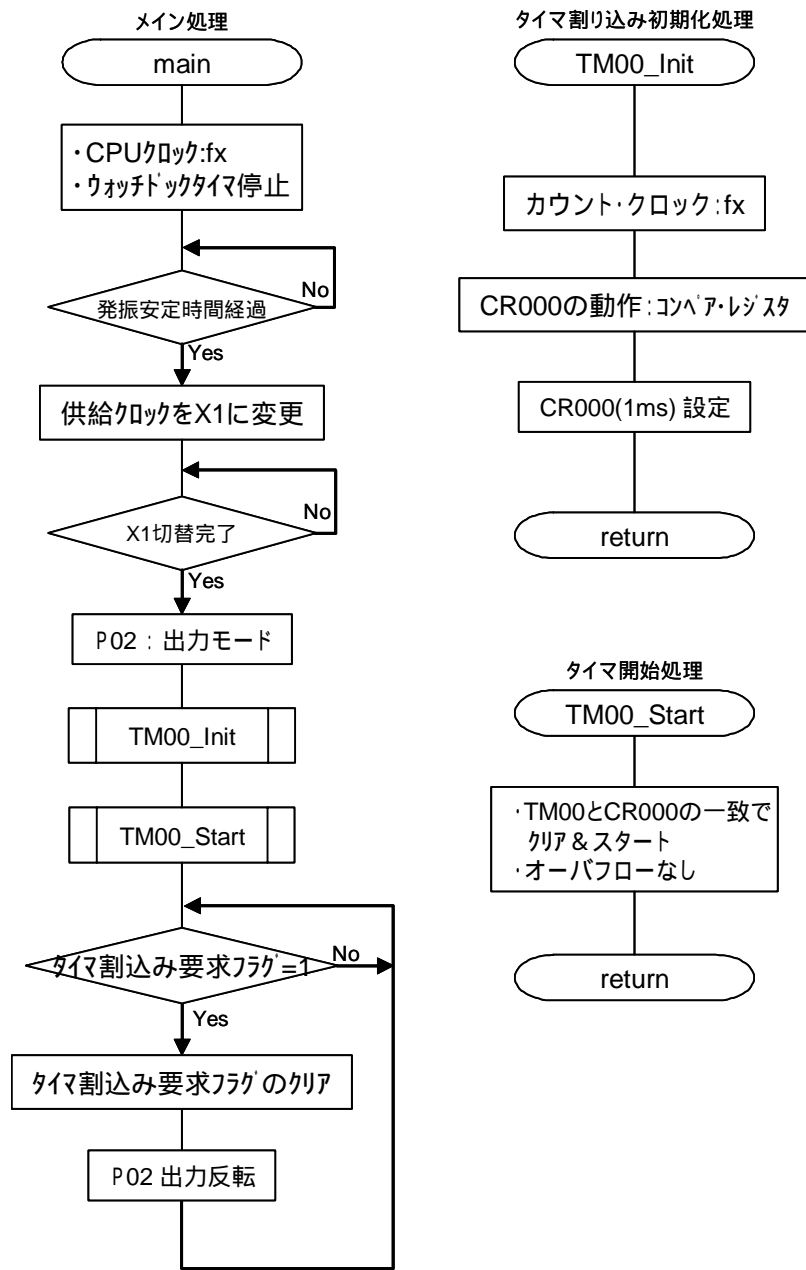 メイン処理
main
・CPUｸﾛｯｸ:fx
・ｳｫｯﾁﾄﾞｯｸﾀｲﾏ停止
発振安定時間経過
No
Yes
供給ｸﾛｯｸをX1に変更
X1切替完了
No
Yes
P02 : 出力モード
TM00_Init
TM00_Start
ﾀｲﾏ割込み要求ﾌﾗｸﾞ=1
No
Yes
ﾀｲﾏ割込み要求ﾌﾗｸﾞのｸﾘｱ
P02 出力反転
タイマ割り込み初期化処理
TM00_Init
カウント・クロック:fx
CR000の動作:ｺﾝﾍﾟｱ･ﾚｼﾞｽﾀ
CR000(1ms) 設定
return
タイマ開始処理
TM00_Start
・TM00とCR000の一致で
ｸﾘｱ＆スタート
・オーバフローなし
return